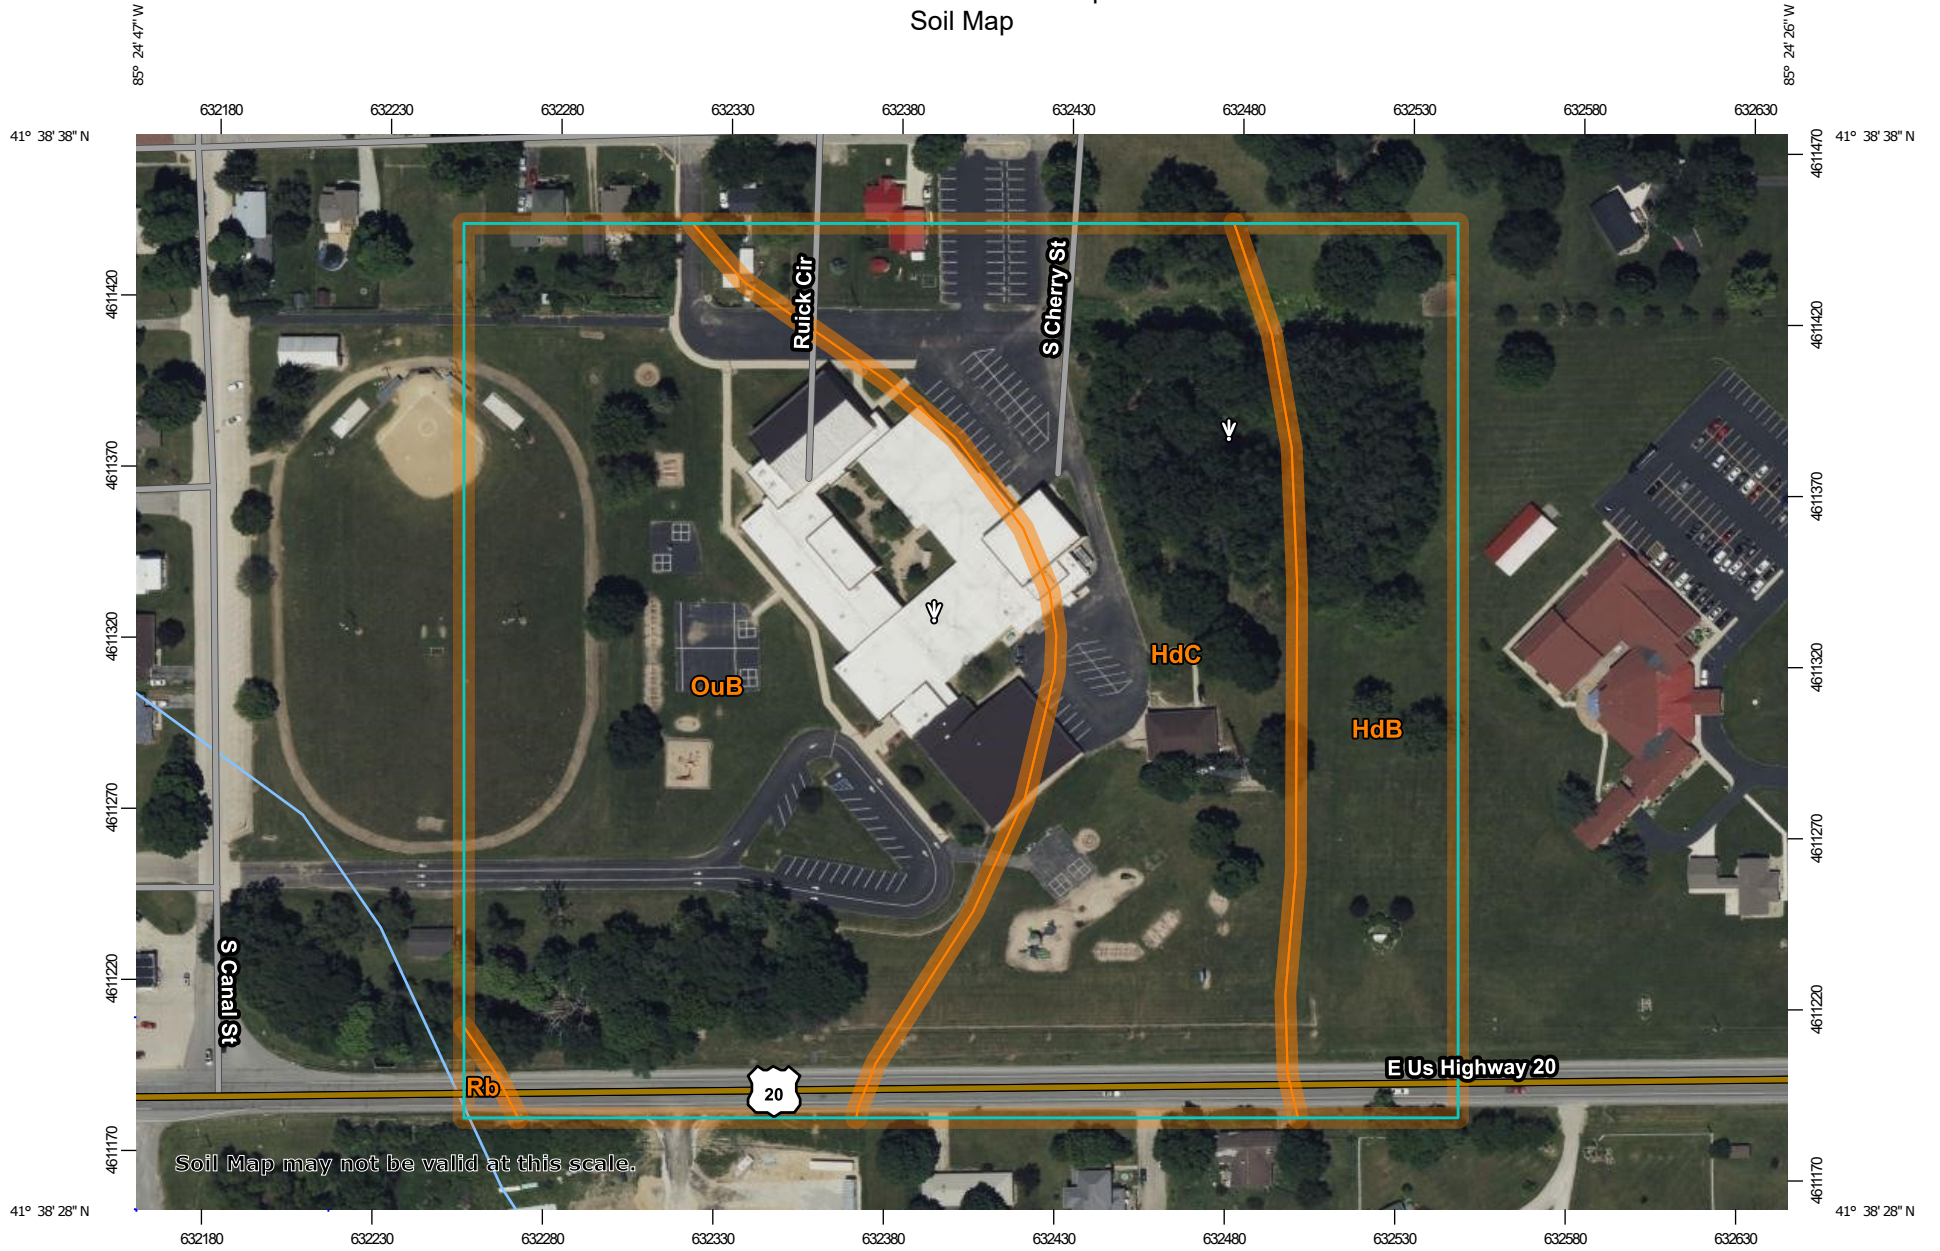 Soil Map
85° 24' 47" W
85° 24' 26" W
632180 632230 632280 632330 632380 632430 632480 632530 632580 632630
41° 38' 38" N
41° 38' 38" N
4611470
4611420
4611420
4611370
4611370
4611320
4611320
4611270
4611270
4611220
4611220
4611170
4611170
Ruick Cir
S Cherry St
HdC
OuB
HdB
S Canal St
E Us Highway 20
Rb
20
Soil Map may not be valid at this scale.
41° 38' 28" N
41° 38' 28" N
632180 632230 632280 632330 632380 632430 632480 632530 632580 632630